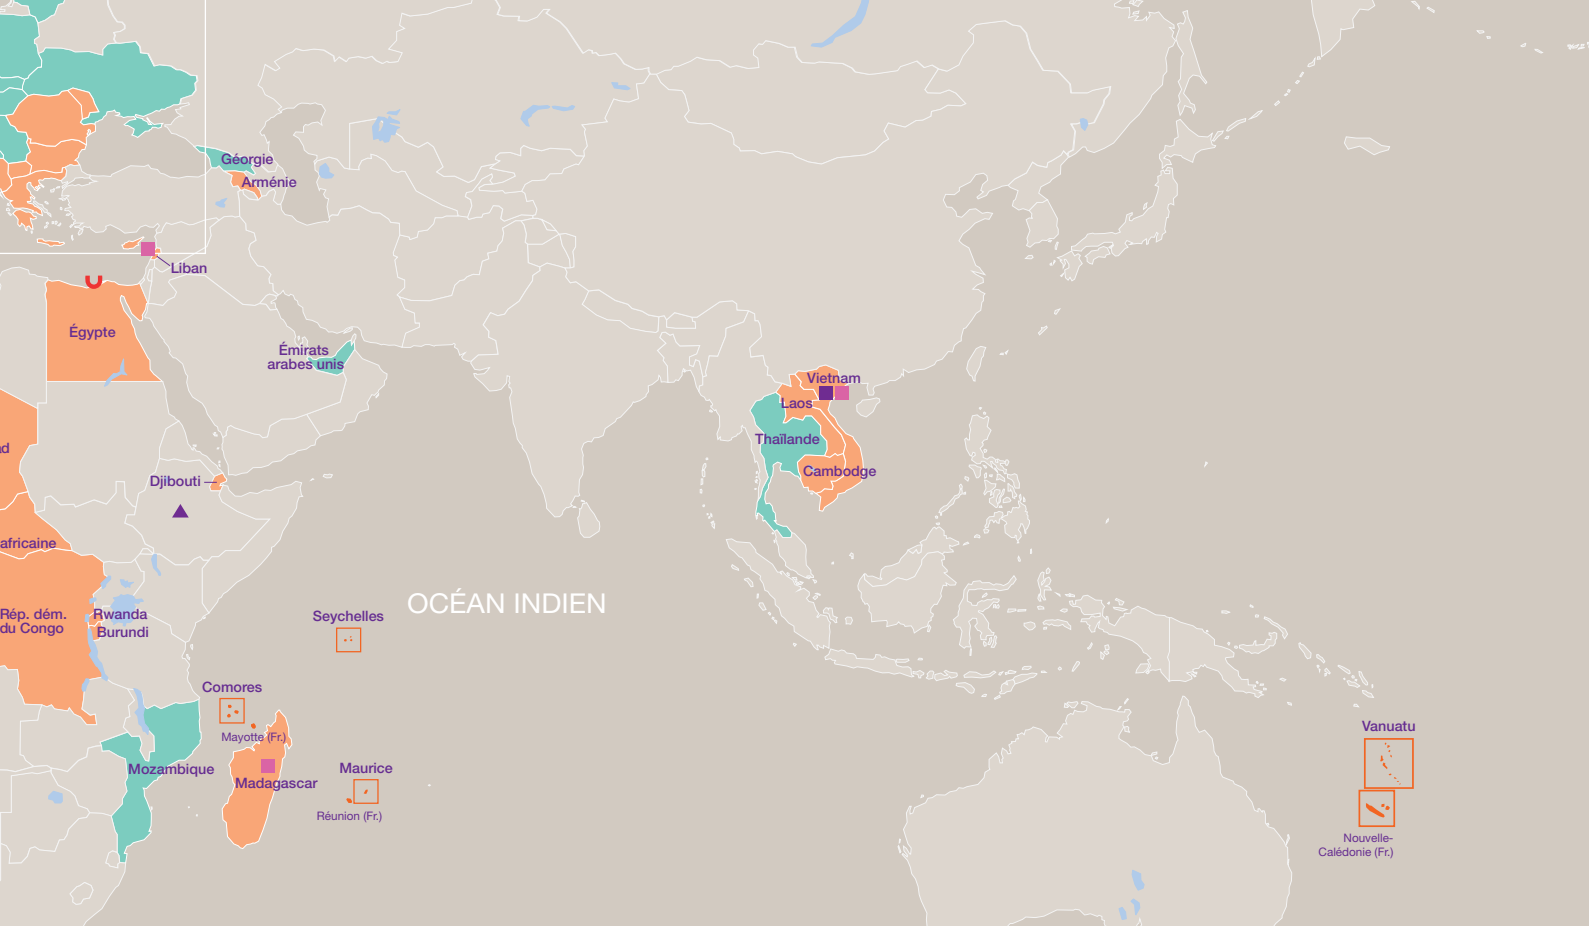 Géorgie
Arménie
Liban
Égypte
Émirats
arabes unis
Vietnam
Laos
Thaïlande
Cambodge
ad
Djibouti
africaine
OCÉAN INDIEN
Rép. dém.
du Congo
Rwanda
Burundi
Seychelles
Comores
Mayotte (Fr.)
Mozambique
Madagascar
Maurice
Réunion (Fr.)
Vanuatu
Nouvelle-
Calédonie (Fr.)